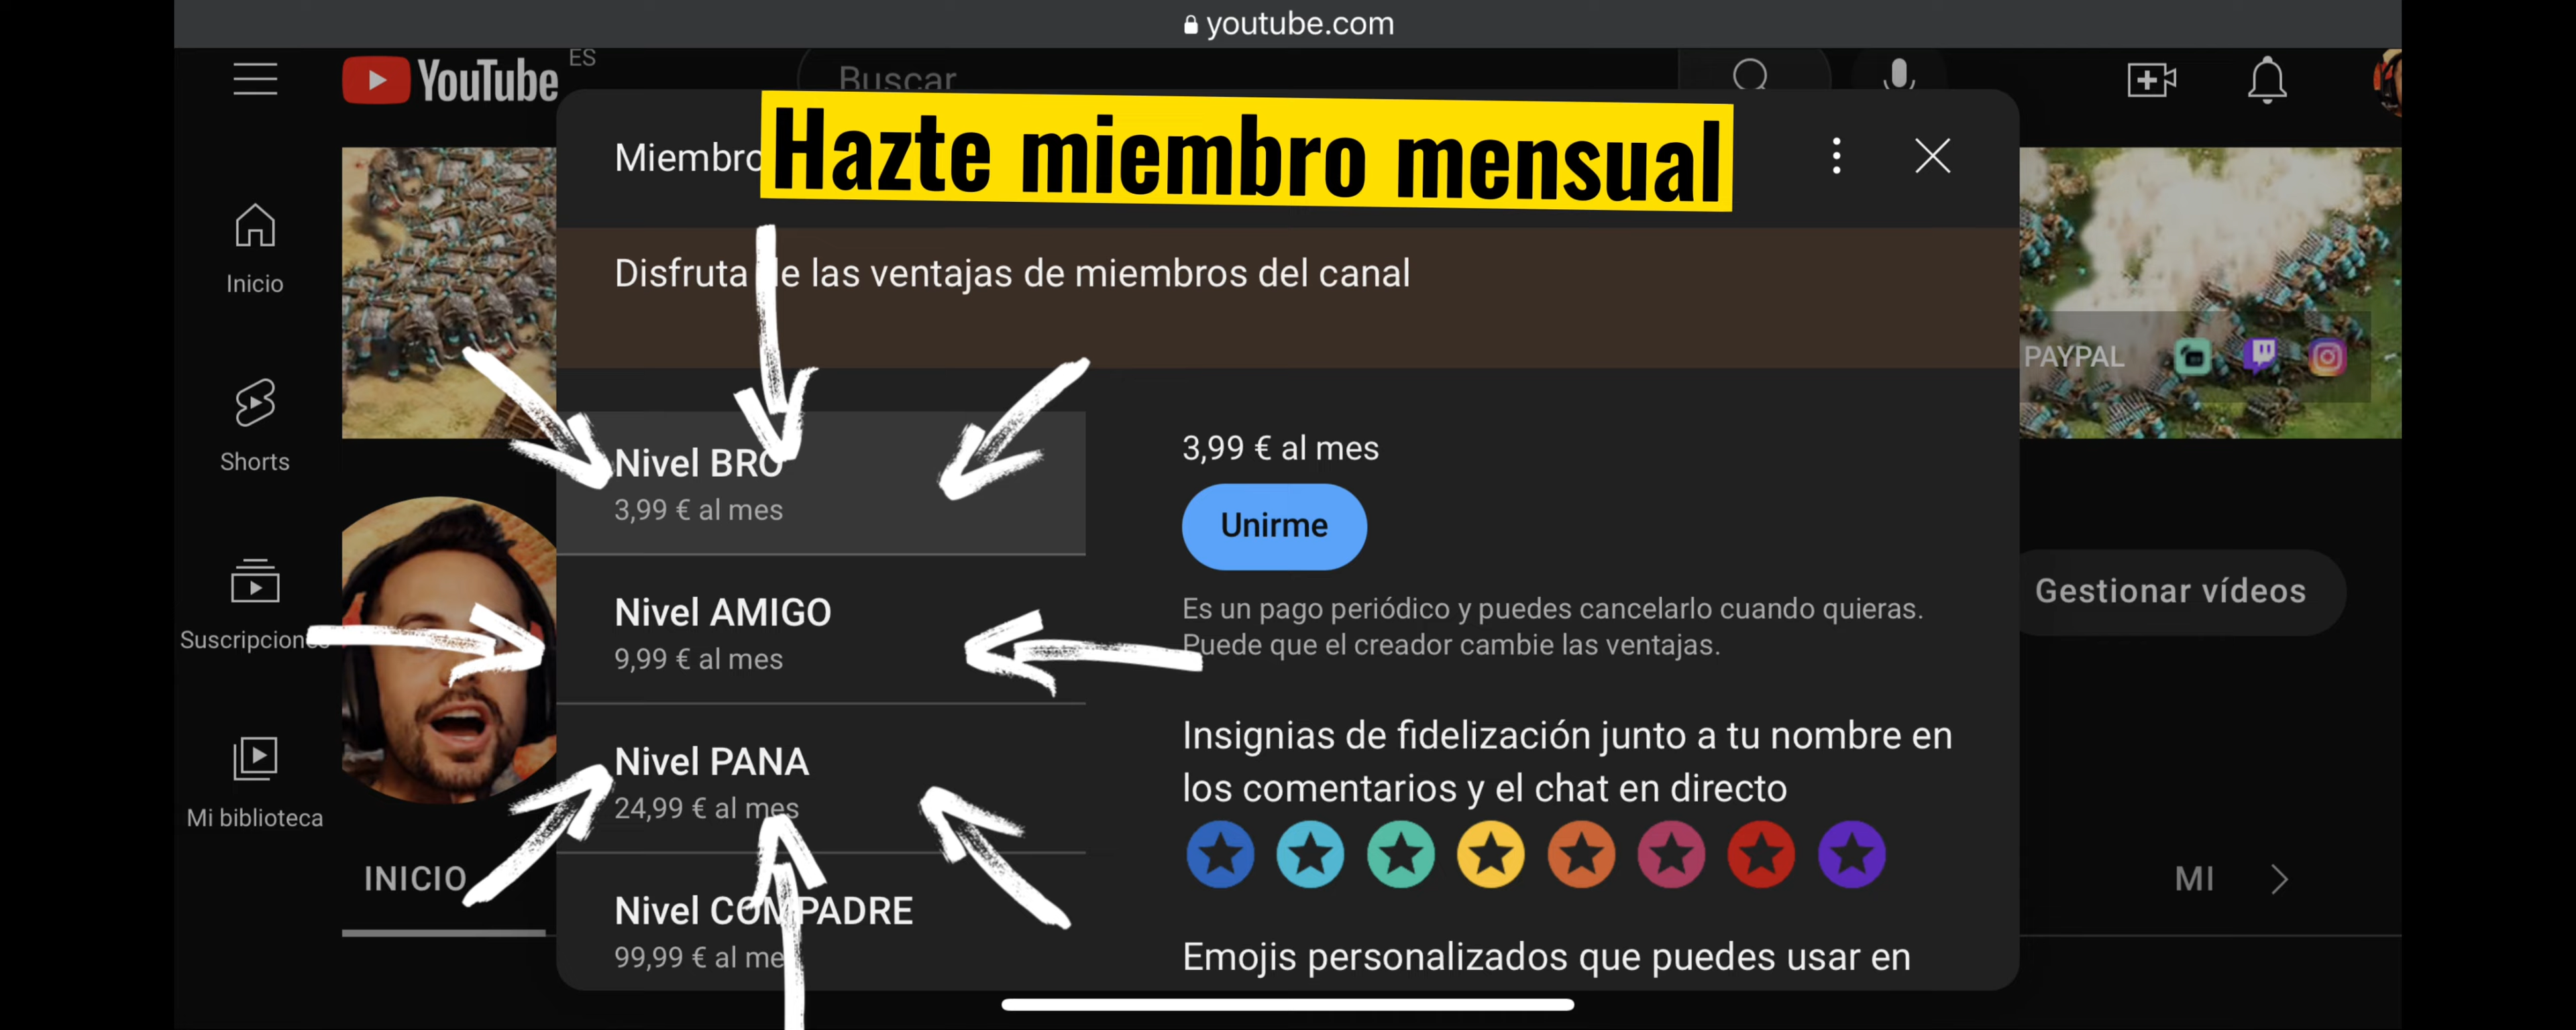 youtube.com
YouTube ES
Buscar
Hazte miembro mensual
Miembro
Disfruta de las ventajas de miembros del canal
Inicio
Shorts
Suscripciones
Mi biblioteca
INICIO
Nivel BRO
3,99 € al mes
Nivel AMIGO
9,99 € al mes
Nivel PANA
24,99 € al mes
Nivel COMPADRE
99,99 € al mes
3,99 € al mes
Unirme
Es un pago periódico y puedes cancelarlo cuando quieras.
Puede que el creador cambie las ventajas.
Insignias de fidelización junto a tu nombre en
los comentarios y el chat en directo
Emojis personalizados que puedes usar en
PAYPAL
Gestionar vídeos
MI